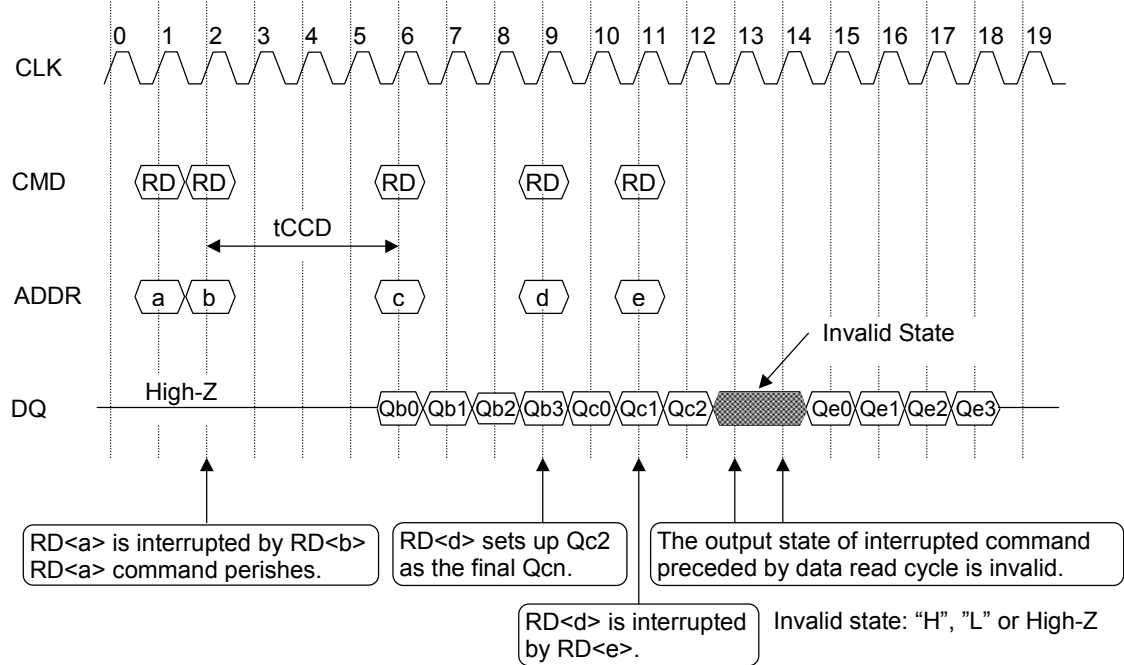 0 1 2 3 4 5 6 7 8 9 10 11 12 13 14 15 16 17 18 19
CLK
CMD RD RD RD RD RD
tCCD
ADDR a b c d e
Invalid State
High-Z
DQ Qb0 Qb1 Qb2 Qb3 Qc0 Qc1 Qc2 Qe0 Qe1 Qe2 Qe3
RD<a> is interrupted by RD<b>
RD<a> command perishes.
RD<d> sets up Qc2
as the final Qcn.
The output state of interrupted command
preceded by data read cycle is invalid.
RD<d> is interrupted
by RD<e>.
Invalid state: “H”, ”L” or High-Z